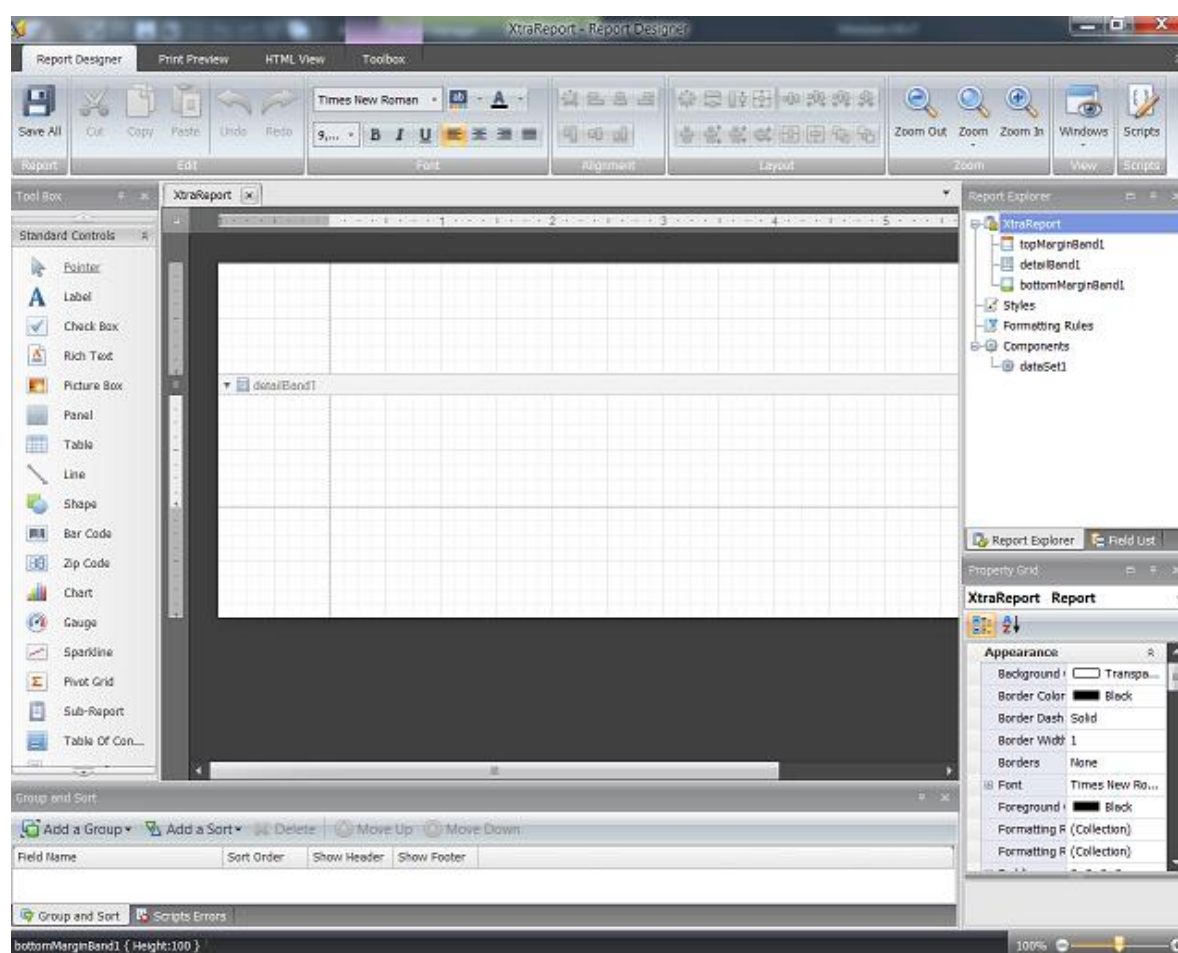 XtraReport - Report Designer
Report Designer Print Preview HTML View Toolbox
Times New Roman
Save All Cut Copy Paste Undo Redo 9,... B I U Zoom Out Zoom Zoom In Windows Scripts
Report Edit Font Alignment Layout Zoom View Scripts
Tool Box
XtraReport
Report Explorer
1 2 3 4 5
Standard Controls
Pointer
Label
Check Box
Rich Text
Picture Box
Panel
Table
Line
Shape
Bar Code
Zip Code
Chart
Gauge
Sparkline
Pivot Grid
Sub-Report
Table Of Con...
detailBand1
XtraReport
topMarginBand1
detailBand1
bottomMarginBand1
Styles
Formatting Rules
Components
dataSet1
Report Explorer Field List
Property Grid
XtraReport Report
Appearance
Background Transpa...
Border Color Black
Border Dash Solid
Border Width 1
Borders None
Font Times New Ro...
Foreground Black
Formatting R (Collection)
Formatting R (Collection)
Group and Sort
Add a Group Add a Sort Delete Move Up Move Down
Field Name Sort Order Show Header Show Footer
Group and Sort Scripts Errors
bottomMarginBand1 { Height:100 } 100%